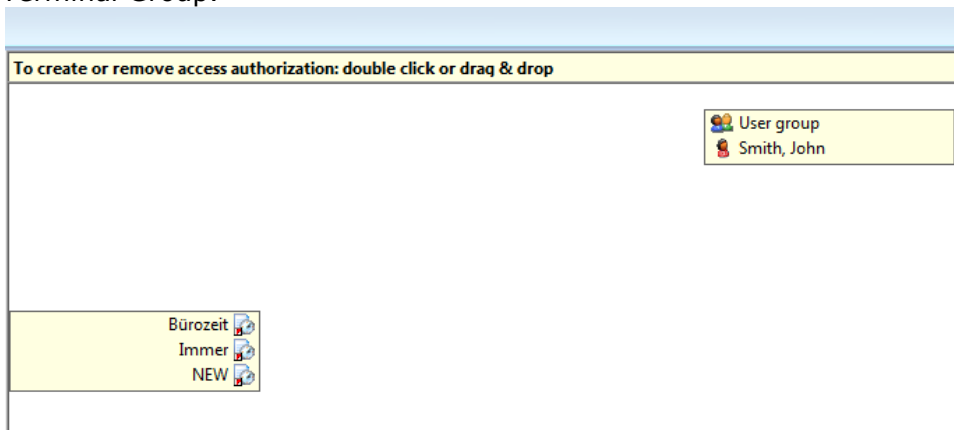 Terminal Group.
To create or remove access authorization: double click or drag & drop
User group
Smith, John
Bürozeit
Immer
NEW